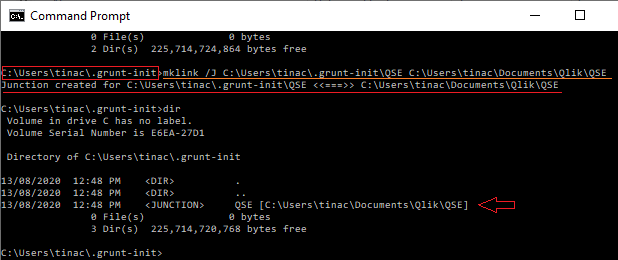 Command Prompt
0 File(s) 0 bytes
2 Dir(s) 225,714,724,864 bytes free
C:\Users\tinac\.grunt-init>mklink /J C:\Users\tinac\.grunt-init\QSE C:\Users\tinac\Documents\Qlik\QSE
Junction created for C:\Users\tinac\.grunt-init\QSE <<===>> C:\Users\tinac\Documents\Qlik\QSE
C:\Users\tinac\.grunt-init>dir
Volume in drive C has no label.
Volume Serial Number is E6EA-27D1
Directory of C:\Users\tinac\.grunt-init
13/08/2020 12:48 PM <DIR> .
13/08/2020 12:48 PM <DIR> ..
13/08/2020 12:48 PM <JUNCTION> QSE [C:\Users\tinac\Documents\Qlik\QSE]
0 File(s) 0 bytes
3 Dir(s) 225,714,720,768 bytes free
C:\Users\tinac\.grunt-init>